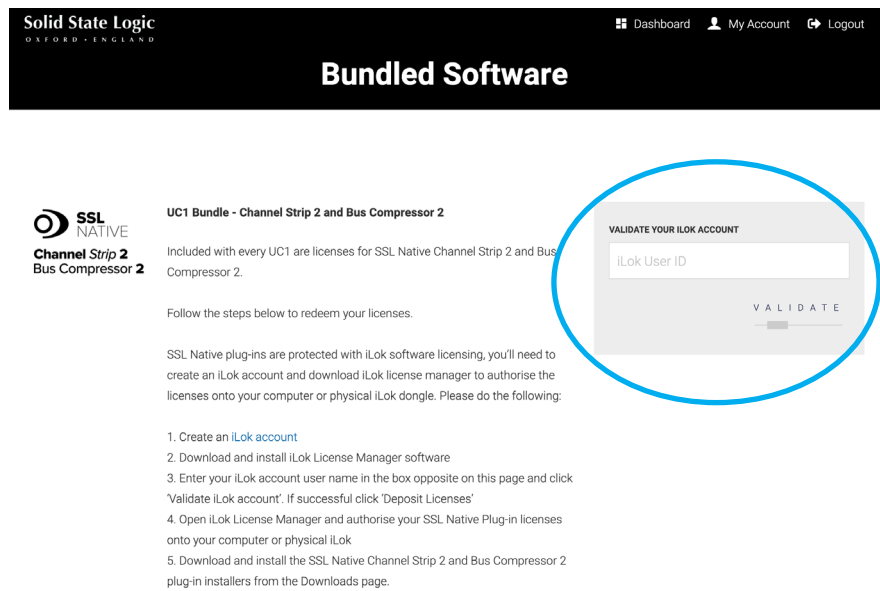 Solid State Logic
OXFORD • ENGLAND
Dashboard
My Account
Logout
Bundled Software
SSL
NATIVE
Channel Strip 2
Bus Compressor 2
UC1 Bundle - Channel Strip 2 and Bus Compressor 2
Included with every UC1 are licenses for SSL Native Channel Strip 2 and Bus
Compressor 2.
Follow the steps below to redeem your licenses.
SSL Native plug-ins are protected with iLok software licensing, you'll need to
create an iLok account and download iLok license manager to authorise the
licenses onto your computer or physical iLok dongle. Please do the following:
1. Create an iLok account
2. Download and install iLok License Manager software
3. Enter your iLok account user name in the box opposite on this page and click
'Validate iLok account'. If successful click 'Deposit Licenses'
4. Open iLok License Manager and authorise your SSL Native Plug-in licenses
onto your computer or physical iLok
5. Download and install the SSL Native Channel Strip 2 and Bus Compressor 2
plug-in installers from the Downloads page.
VALIDATE YOUR ILOK ACCOUNT
iLok User ID
VALIDATE